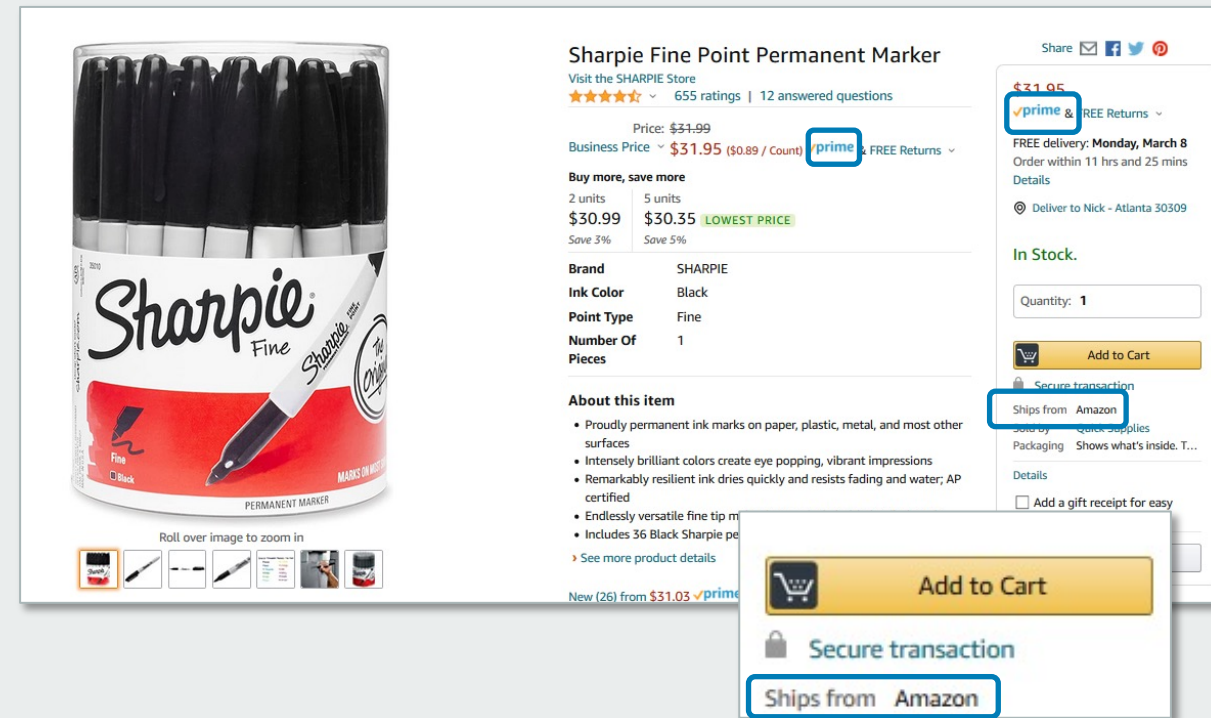 Sharpie
Fine
Sharpie FINE POINT
The
Fine
Black
MARKS ON MOST
PERMANENT MARKER
Roll over image to zoom in
Sharpie Fine Point Permanent Marker
Visit the SHARPIE Store
655 ratings | 12 answered questions
Price: $31.99
Business Price $31.95 ($0.89 / Count) prime & FREE Returns
Buy more, save more
2 units 5 units
$30.99 $30.35 LOWEST PRICE
Save 3% Save 5%
Brand SHARPIE
Ink Color Black
Point Type Fine
Number Of 1
Pieces
About this item
• Proudly permanent ink marks on paper, plastic, metal, and most other
surfaces
• Intensely brilliant colors create eye popping, vibrant impressions
• Remarkably resilient ink dries quickly and resists fading and water; AP
certified
• Endlessly versatile fine tip m
• Includes 36 Black Sharpie pe
› See more product details
New (26) from $31.03 prime
Share
$31.95
prime & FREE Returns
FREE delivery: Monday, March 8
Order within 11 hrs and 25 mins
Details
Deliver to Nick - Atlanta 30309
In Stock.
Quantity: 1
Add to Cart
Secure transaction
Ships from Amazon
Sold by Quick Supplies
Packaging Shows what's inside. T...
Details
Add a gift receipt for easy
Add to Cart
Secure transaction
Ships from Amazon